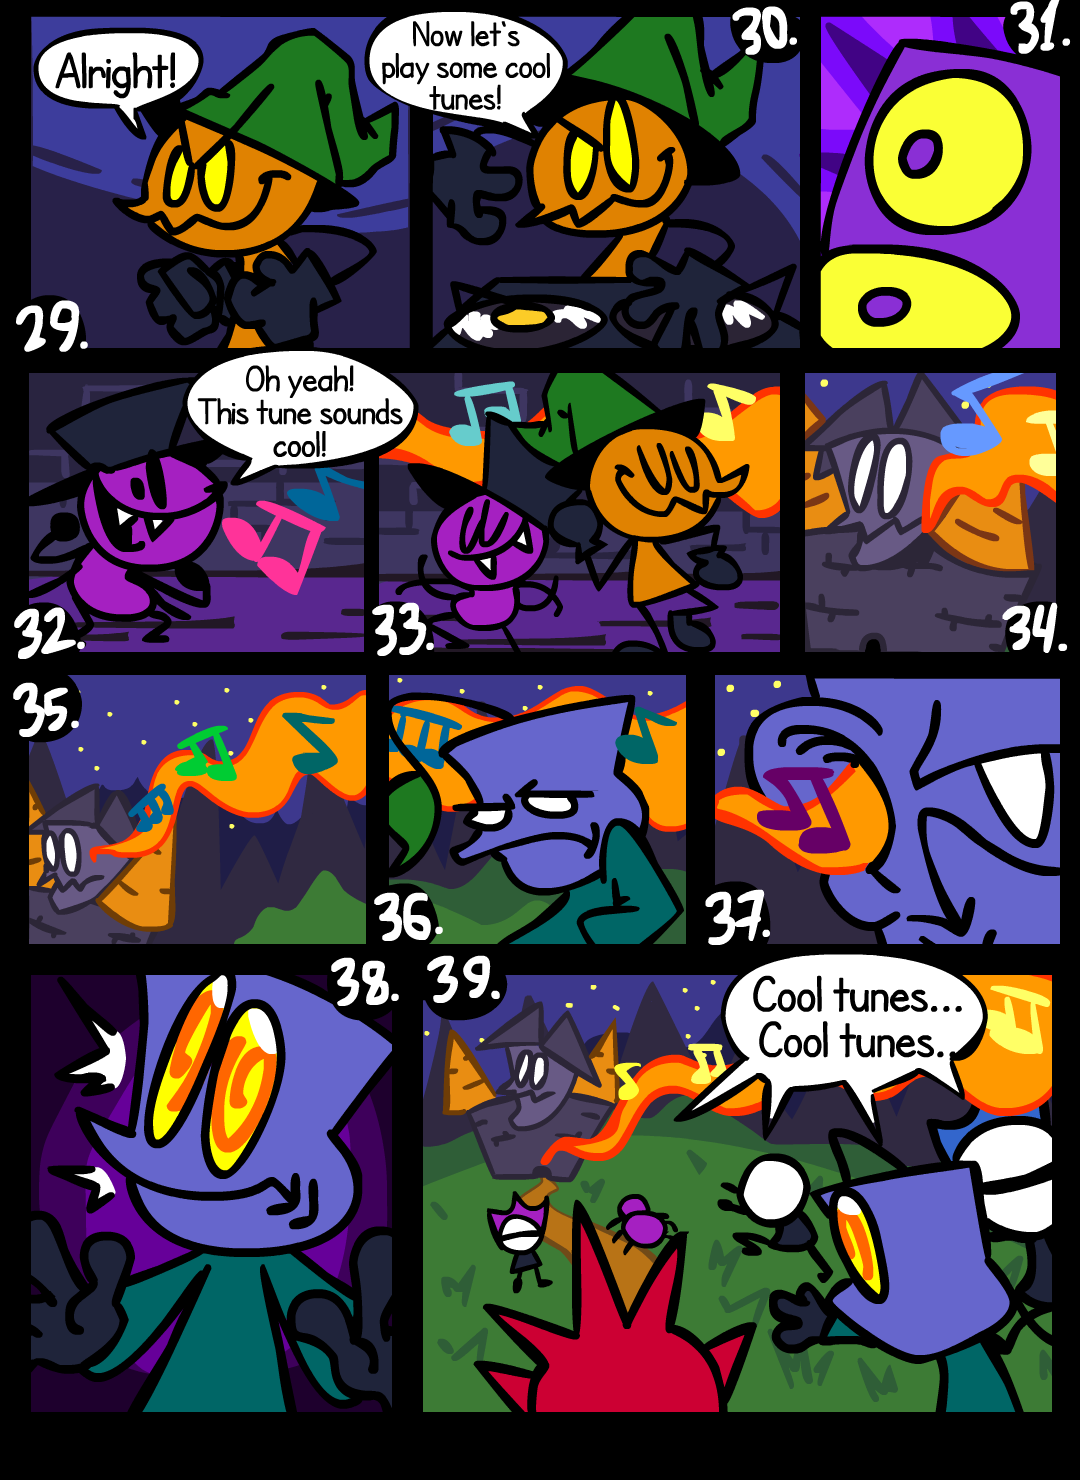 Alright!
29.
Now let's
play some cool
tunes!
30.
31.
Oh yeah!
This tune sounds
cool!
32.
33.
34.
35.
36.
37.
38.
39.
Cool tunes...
Cool tunes..